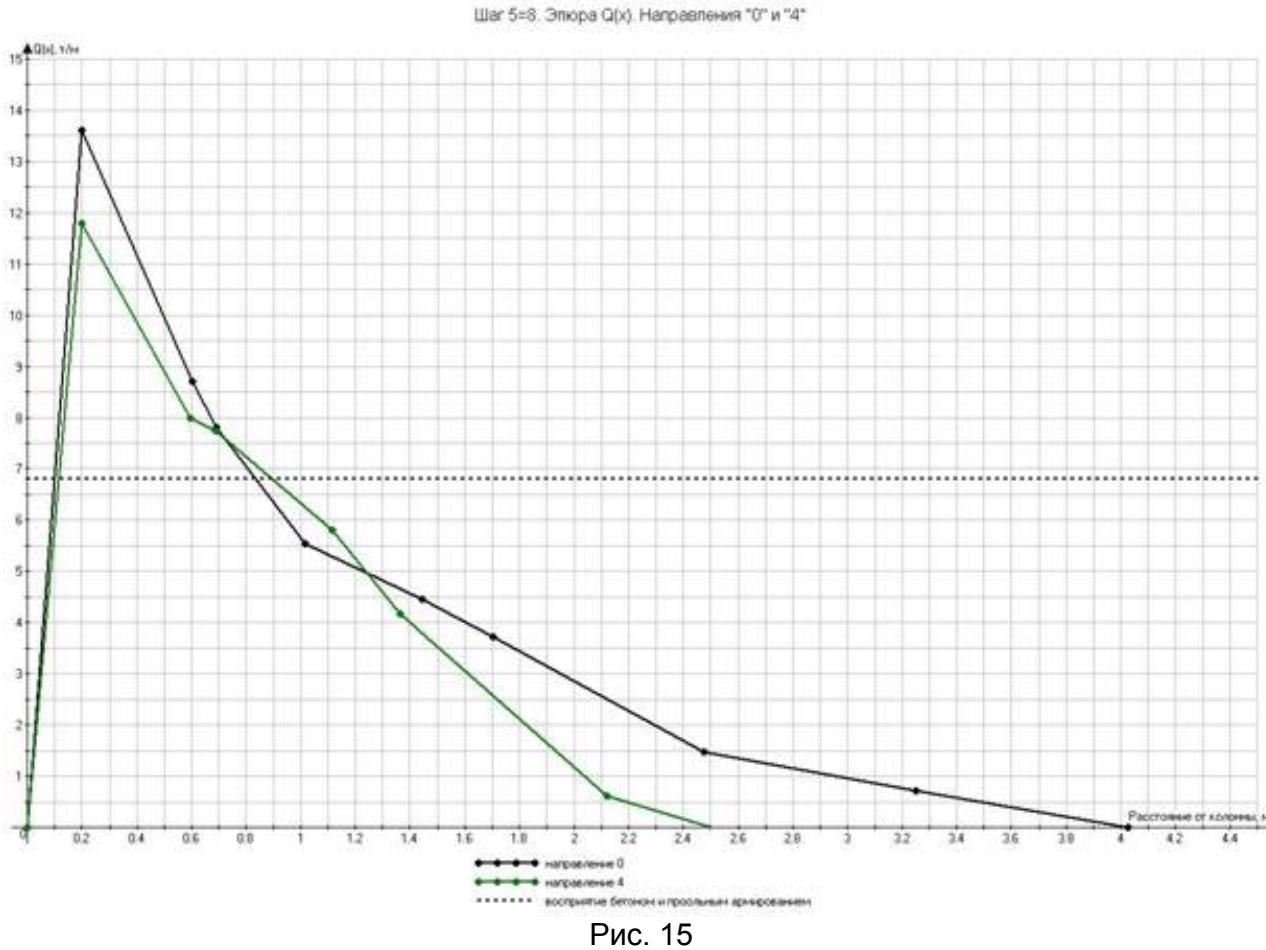 Шаг 5=8. Эпюра Q(x). Направления "0" и "4"
Q(x), т/м
15
14
13
12
11
10
9
8
7
6
5
4
3
2
1
0
0.2 0.4 0.6 0.8 1 1.2 1.4 1.6 1.8 2 2.2 2.4 2.6 2.8 3 3.2 3.4 3.6 3.8 4 4.2 4.4
Расстояние от колонны, м
направление 0
направление 4
восприятие бетоном и продольным армированием
Рис. 15